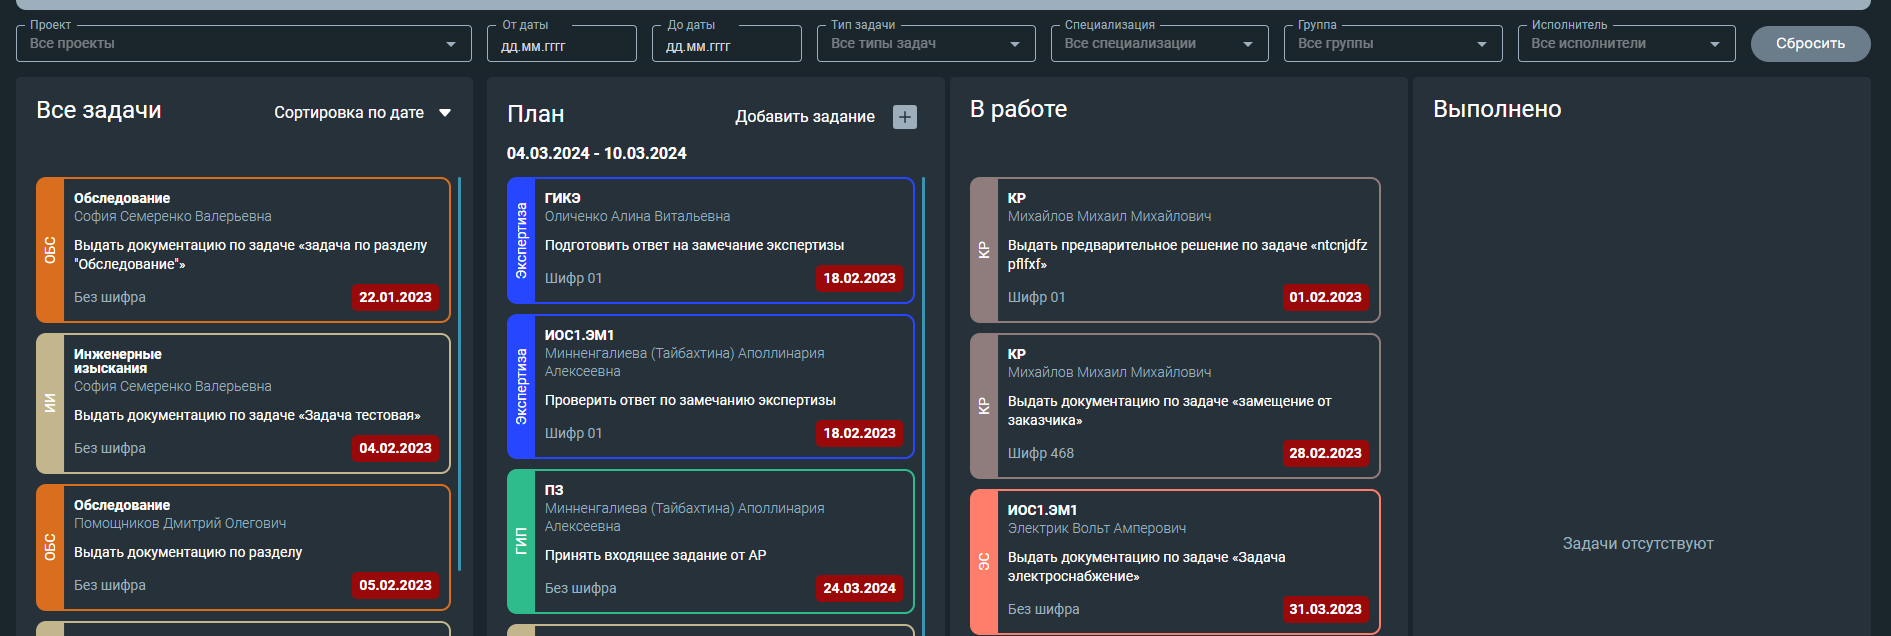 Проект
Все проекты
От даты
дд.мм.гггг
До даты
дд.мм.гггг
Тип задачи
Все типы задач
Специализация
Все специализации
Группа
Все группы
Исполнитель
Все исполнители
Сбросить
Все задачи
Сортировка по дате
ОБС
Обследование
София Семеренко Валерьевна
Выдать документацию по задаче «задача по разделу
"Обследование"»
Без шифра
22.01.2023
ИИ
Инженерные
изыскания
София Семеренко Валерьевна
Выдать документацию по задаче «Задача тестовая»
Без шифра
04.02.2023
ОБС
Обследование
Помощников Дмитрий Олегович
Выдать документацию по разделу
Без шифра
05.02.2023
План
Добавить задание
04.03.2024 - 10.03.2024
Экспертиза
ГИКЭ
Оличенко Алина Витальевна
Подготовить ответ на замечание экспертизы
Шифр 01
18.02.2023
Экспертиза
ИОС1.ЭМ1
Минненгалиева (Тайбахтина) Аполлинария
Алексеевна
Проверить ответ по замечанию экспертизы
Шифр 01
18.02.2023
ГИП
ПЗ
Минненгалиева (Тайбахтина) Аполлинария
Алексеевна
Принять входящее задание от АР
Без шифра
24.03.2024
В работе
КР
КР
Михайлов Михаил Михайлович
Выдать предварительное решение по задаче «ntcnjdfz
pflfxf»
Шифр 01
01.02.2023
КР
КР
Михайлов Михаил Михайлович
Выдать документацию по задаче «замещение от
заказчика»
Шифр 468
28.02.2023
ЭС
ИОС1.ЭМ1
Электрик Вольт Амперович
Выдать документацию по задаче «Задача
электроснабжение»
Без шифра
31.03.2023
Выполнено
Задачи отсутствуют